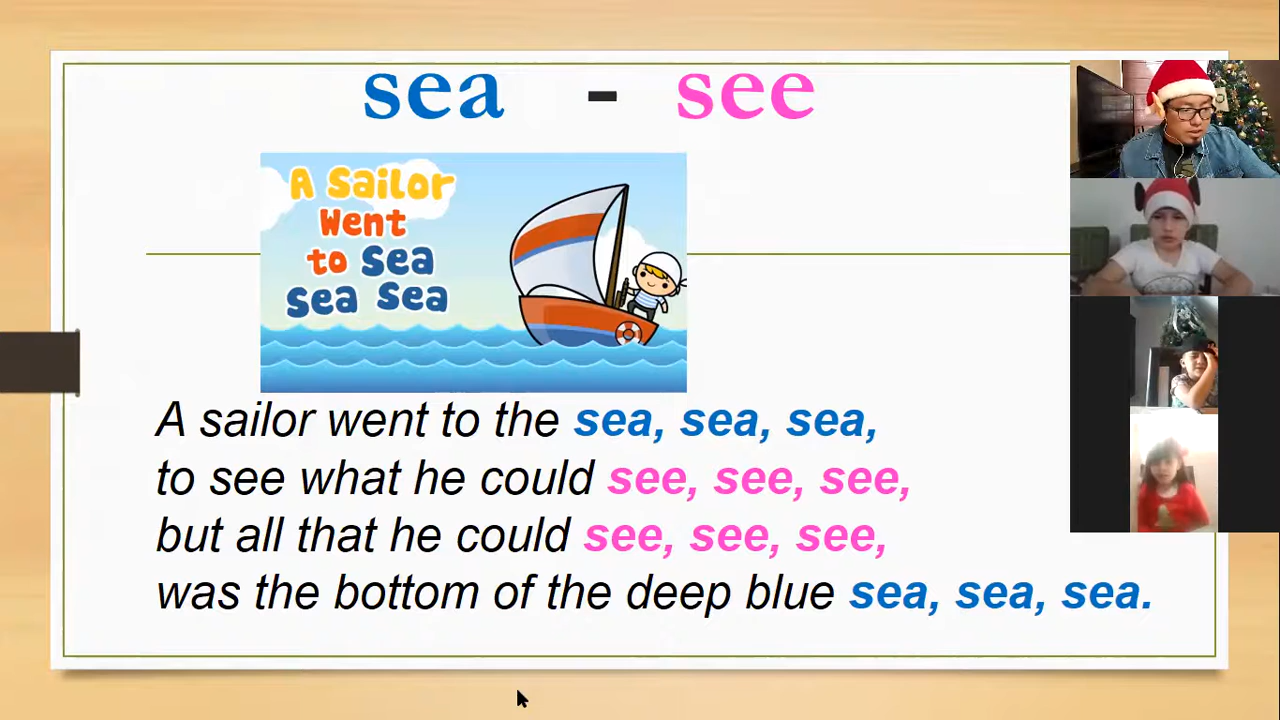 sea - see
A Sailor
Went
to Sea
Sea Sea
A sailor went to the sea, sea, sea,
to see what he could see, see, see,
but all that he could see, see, see,
was the bottom of the deep blue sea, sea, sea.